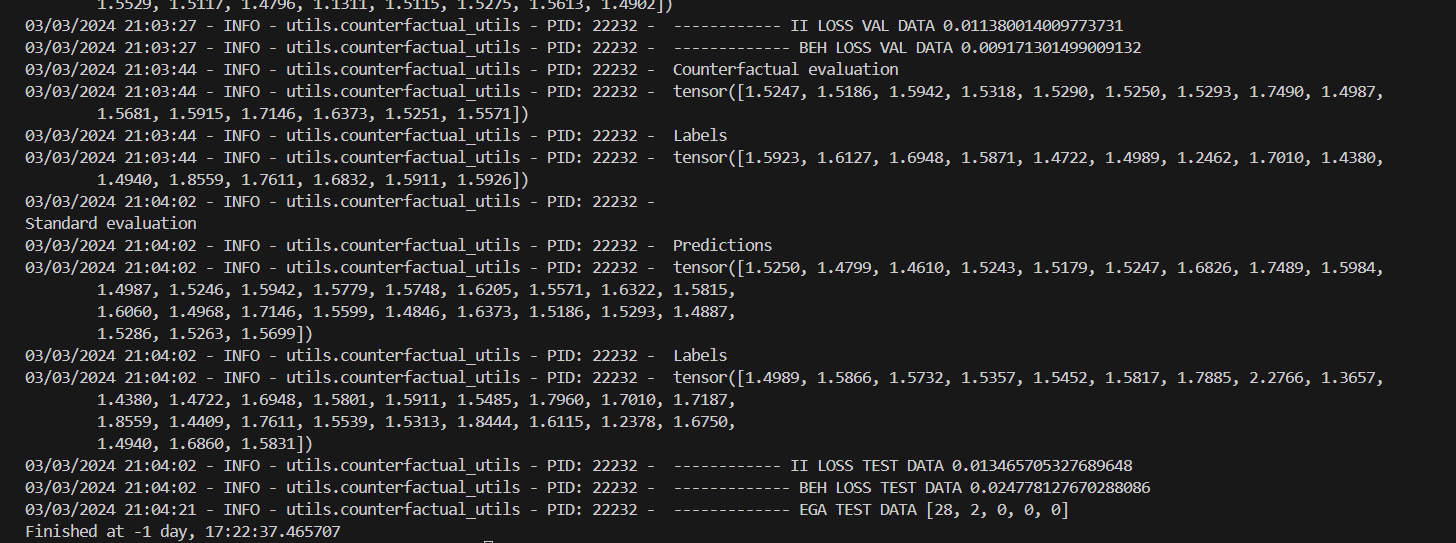 1.5529, 1.5117, 1.4796, 1.1311, 1.5115, 1.5275, 1.5613, 1.4902])
03/03/2024 21:03:27 - INFO - utils.counterfactual_utils - PID: 22232 -  ------------ II LOSS VAL DATA 0.011380014009773731
03/03/2024 21:03:27 - INFO - utils.counterfactual_utils - PID: 22232 -  ------------- BEH LOSS VAL DATA 0.009171301499009132
03/03/2024 21:03:44 - INFO - utils.counterfactual_utils - PID: 22232 -  Counterfactual evaluation
03/03/2024 21:03:44 - INFO - utils.counterfactual_utils - PID: 22232 -  tensor([1.5247, 1.5186, 1.5942, 1.5318, 1.5290, 1.5250, 1.5293, 1.7490, 1.4987,
1.5681, 1.5915, 1.7146, 1.6373, 1.5251, 1.5571])
03/03/2024 21:03:44 - INFO - utils.counterfactual_utils - PID: 22232 -  Labels
03/03/2024 21:03:44 - INFO - utils.counterfactual_utils - PID: 22232 -  tensor([1.5923, 1.6127, 1.6948, 1.5871, 1.4722, 1.4989, 1.2462, 1.7010, 1.4380,
1.4940, 1.8559, 1.7611, 1.6832, 1.5911, 1.5926])
03/03/2024 21:04:02 - INFO - utils.counterfactual_utils - PID: 22232 -
Standard evaluation
03/03/2024 21:04:02 - INFO - utils.counterfactual_utils - PID: 22232 -  Predictions
03/03/2024 21:04:02 - INFO - utils.counterfactual_utils - PID: 22232 -  tensor([1.5250, 1.4799, 1.4610, 1.5243, 1.5179, 1.5247, 1.6826, 1.7489, 1.5984,
1.4987, 1.5246, 1.5942, 1.5779, 1.5748, 1.6205, 1.5571, 1.6322, 1.5815,
1.6060, 1.4968, 1.7146, 1.5599, 1.4846, 1.6373, 1.5186, 1.5293, 1.4887,
1.5286, 1.5263, 1.5699])
03/03/2024 21:04:02 - INFO - utils.counterfactual_utils - PID: 22232 -  Labels
03/03/2024 21:04:02 - INFO - utils.counterfactual_utils - PID: 22232 -  tensor([1.4989, 1.5866, 1.5732, 1.5357, 1.5452, 1.5817, 1.7885, 2.2766, 1.3657,
1.4380, 1.4722, 1.6948, 1.5801, 1.5911, 1.5485, 1.7960, 1.7010, 1.7187,
1.8559, 1.4409, 1.7611, 1.5539, 1.5313, 1.8444, 1.6115, 1.2378, 1.6750,
1.4940, 1.6860, 1.5831])
03/03/2024 21:04:02 - INFO - utils.counterfactual_utils - PID: 22232 -  ------------ II LOSS TEST DATA 0.013465705327689648
03/03/2024 21:04:02 - INFO - utils.counterfactual_utils - PID: 22232 -  ------------- BEH LOSS TEST DATA 0.024778127670288086
03/03/2024 21:04:21 - INFO - utils.counterfactual_utils - PID: 22232 -  ------------- EGA TEST DATA [28, 2, 0, 0, 0]
Finished at -1 day, 17:22:37.465707